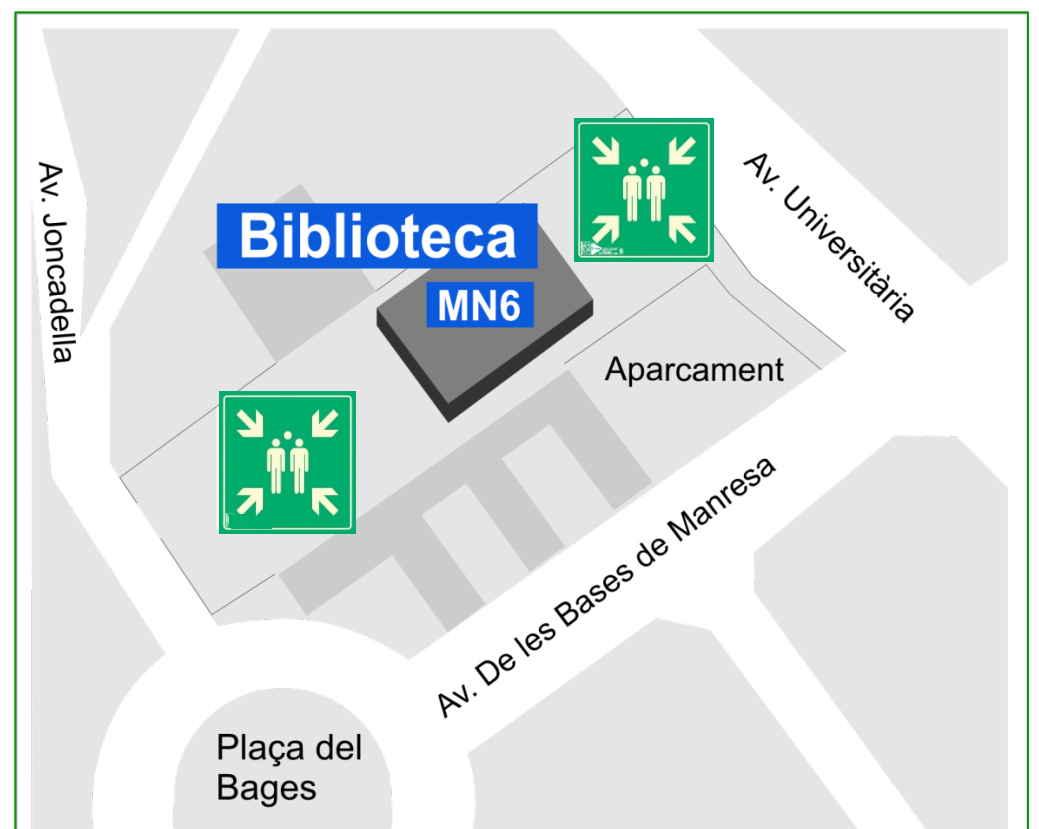 Av. Joncadella
Biblioteca
MN6
Av. Universitària
Aparcament
Av. De les Bases de Manresa
Plaça del
Bages